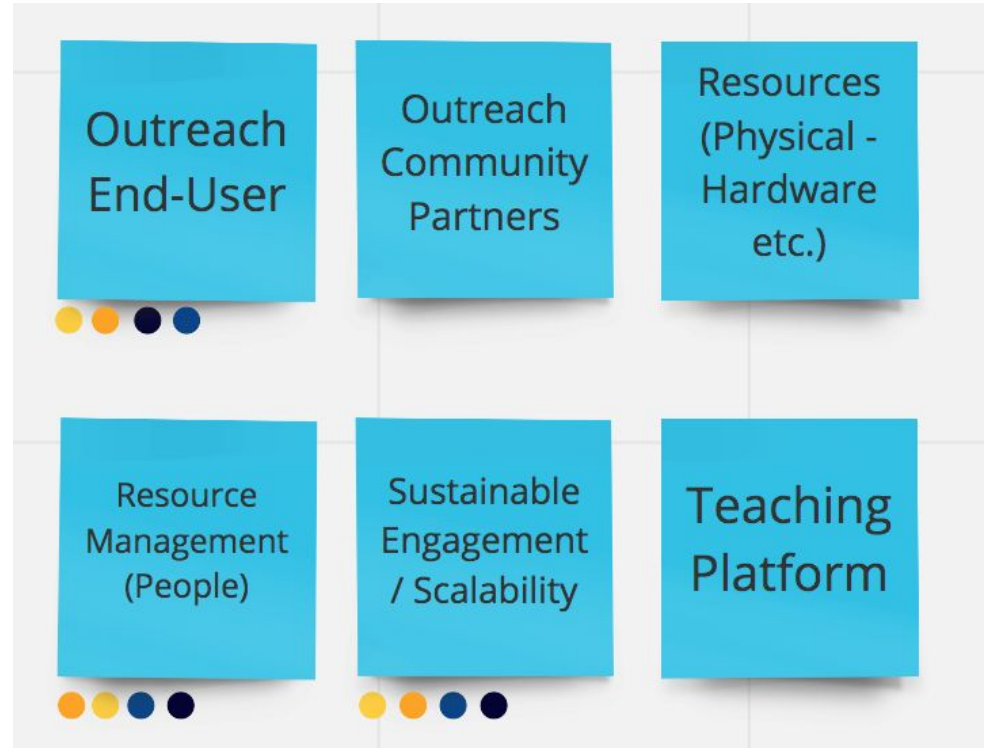 Outreach
End-User
Outreach
Community
Partners
Resources
(Physical -
Hardware
etc.)
Resource
Management
(People)
Sustainable
Engagement
/ Scalability
Teaching
Platform